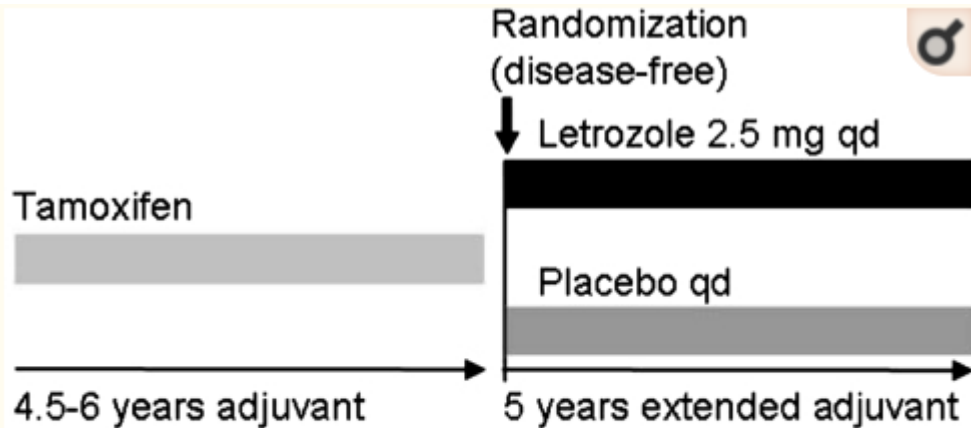 Randomization
(disease-free)
Letrozole 2.5 mg qd
Tamoxifen
Placebo qd
4.5-6 years adjuvant
5 years extended adjuvant